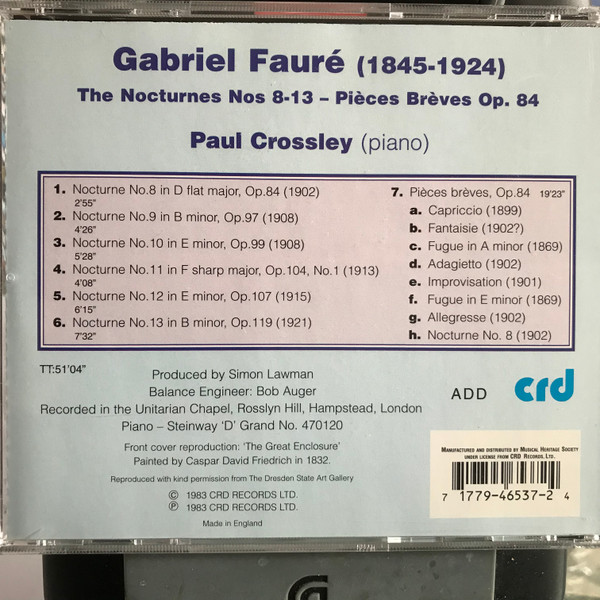 Gabriel Fauré (1845-1924)
The Nocturnes Nos 8-13 – Pièces Brèves Op. 84
Paul Crossley (piano)
1. Nocturne No.8 in D flat major, Op.84 (1902)
2'55"
2. Nocturne No.9 in B minor, Op.97 (1908)
4'26"
3. Nocturne No.10 in E minor, Op.99 (1908)
5'28"
4. Nocturne No.11 in F sharp major, Op.104, No.1 (1913)
4'08"
5. Nocturne No.12 in E minor, Op.107 (1915)
6'15"
6. Nocturne No.13 in B minor, Op.119 (1921)
7'32"
7. Pièces brèves, Op.84 19'23"
a. Capriccio (1899)
b. Fantaisie (1902?)
c. Fugue in A minor (1869)
d. Adagietto (1902)
e. Improvisation (1901)
f. Fugue in E minor (1869)
g. Allegresse (1902)
h. Nocturne No. 8 (1902)
TT:51'04"
Produced by Simon Lawman
Balance Engineer: Bob Auger
Recorded in the Unitarian Chapel, Rosslyn Hill, Hampstead, London
Piano – Steinway 'D' Grand No. 470120
ADD
crd
Front cover reproduction: 'The Great Enclosure'
Painted by Caspar David Friedrich in 1832.
Reproduced with kind permission from The Dresden State Art Gallery
© 1983 CRD RECORDS LTD.
℗ 1983 CRD RECORDS LTD.
Made in England
Manufactured and distributed by Musical Heritage Society
under license from CRD Records, Ltd.
7 17794-46537-2 4